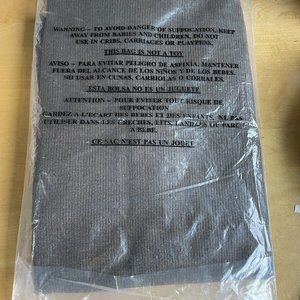 WARNING – TO AVOID DANGER OF SUFFOCATION, KEEP
AWAY FROM BABIES AND CHILDREN, DO NOT
USE IN CRIBS, CARRIAGES OR PLAYPENS,
THIS BAG IS NOT A TOY
AVISO – PARA EVITAR PELIGRO DE ASFIXIA, MANTENER
FUERA DEL ALCANCE DE LOS NIÑOS Y DE LOS BEBES.
NO USAR EN CUNAS, CARRIOLAS O CORRALES.
ESTA BOLSA NO ES UN JUGUETE
ATTENTION – POUR EVITER TOUT RISQUE DE
SUFFOCATION
GARDEZ A L'ECART DES BEBES ET DES ENFANTS. NE PAS
UTILISER DANS LES CRECHES, LITS, LANDAUS OU PARC
A BEBE.
CE SAC N'EST PAS UN JOUET